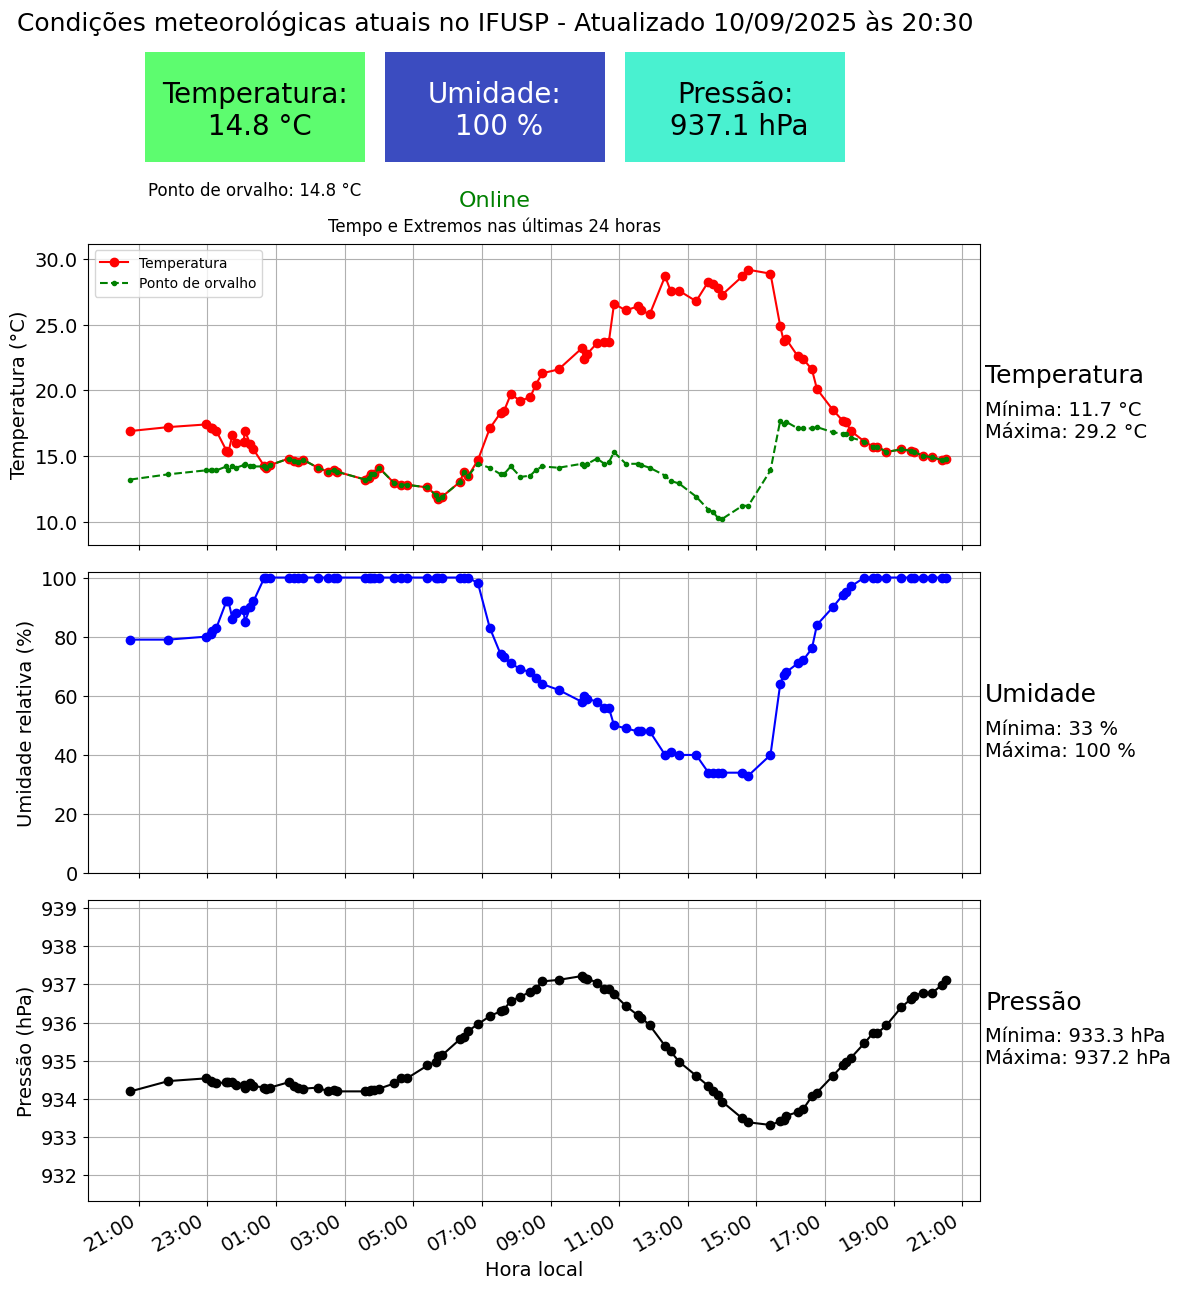 Condições meteorológicas atuais no IFUSP - Atualizado 10/09/2025 às 20:30
Temperatura:
14.8 °C
Umidade:
100 %
Pressão:
937.1 hPa
Ponto de orvalho: 14.8 °C
Online
Tempo e Extremos nas últimas 24 horas
Temperatura
Ponto de orvalho
Temperatura (°C)
30.0
25.0
20.0
15.0
10.0
Temperatura
Mínima: 11.7 °C
Máxima: 29.2 °C
Umidade relativa (%)
100
80
60
40
20
0
Umidade
Mínima: 33 %
Máxima: 100 %
Pressão (hPa)
939
938
937
936
935
934
933
932
Pressão
Mínima: 933.3 hPa
Máxima: 937.2 hPa
21:00 23:00 01:00 03:00 05:00 07:00 09:00 11:00 13:00 15:00 17:00 19:00 21:00
Hora local